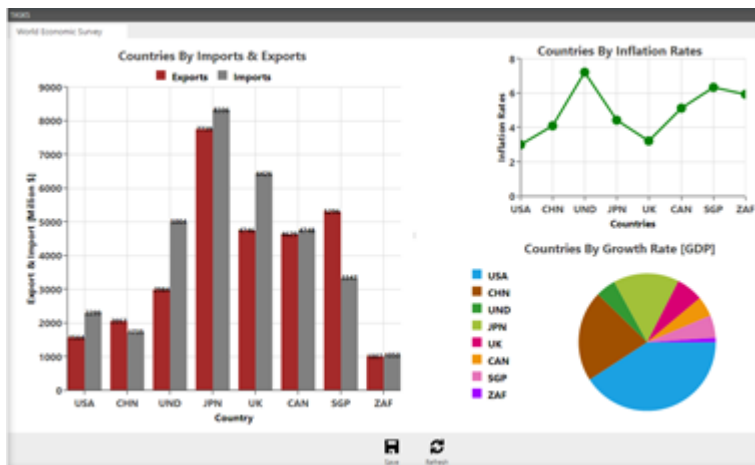 World Economic Survey
Countries By Imports & Exports
Exports Imports
Export & Import [Million $]
9000
8000
7000
6000
5000
4000
3000
2000
1000
0
USA CHN UND JPN UK CAN SGP ZAF
Country
Countries By Inflation Rates
Inflation Rates
8
6
4
2
0
USA CHN UND JPN UK CAN SGP ZAF
Countries
Countries By Growth Rate [GDP]
USA
CHN
UND
JPN
UK
CAN
SGP
ZAF
Save Refresh